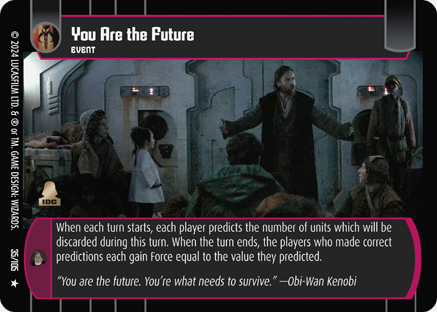 You Are the Future
EVENT
© 2024 LUCASFILM LTD. & ® or TM. GAME DESIGN: WIZARDS.
35/105
When each turn starts, each player predicts the number of units which will be
discarded during this turn. When the turn ends, the players who made correct
predictions each gain Force equal to the value they predicted.
“You are the future. You're what needs to survive.” —Obi-Wan Kenobi